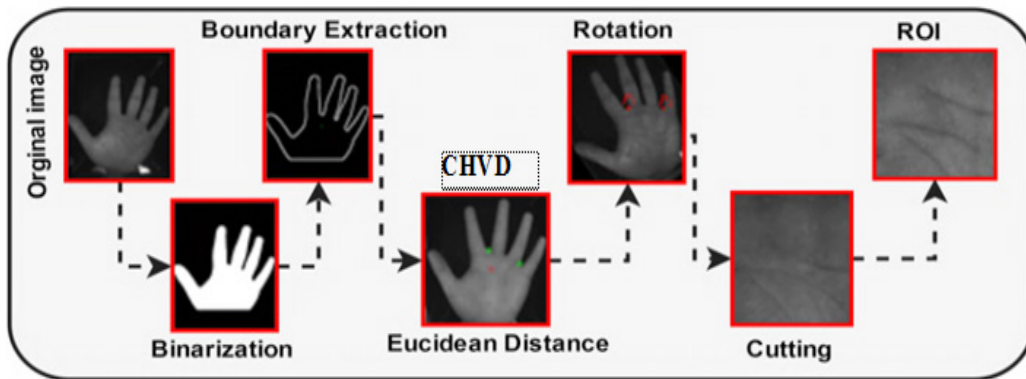 Orginal image
Binarization
Boundary Extraction
CHVD
Eucidean Distance
Rotation
Cutting
ROI